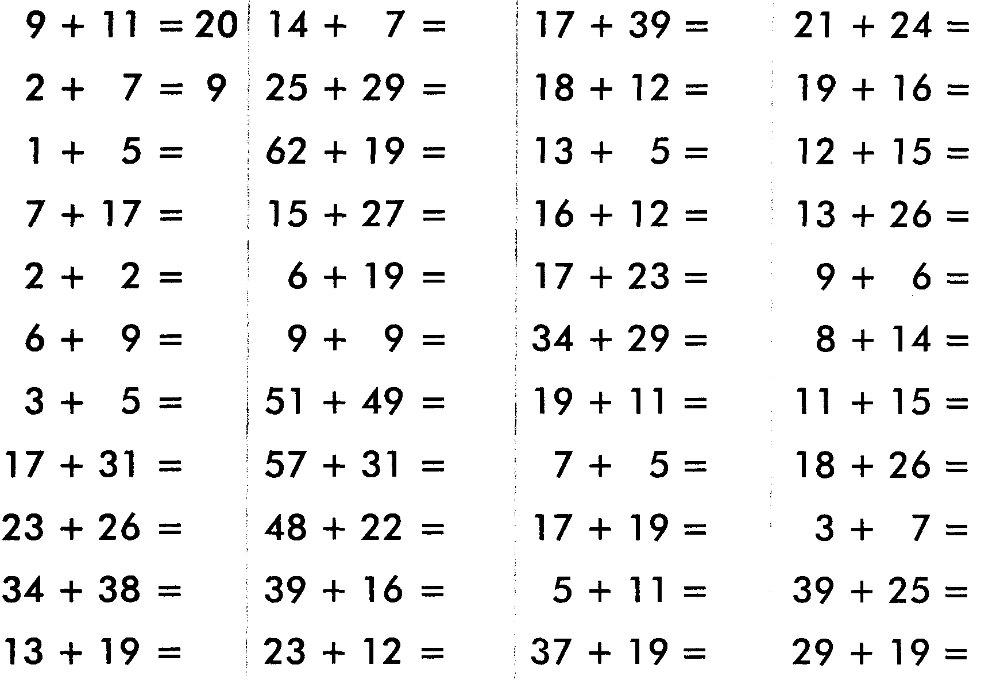 9 + 11 = 20
2 + 7 = 9
1 + 5 =
7 + 17 =
2 + 2 =
6 + 9 =
3 + 5 =
17 + 31 =
23 + 26 =
34 + 38 =
13 + 19 =
14 + 7 =
25 + 29 =
62 + 19 =
15 + 27 =
6 + 19 =
9 + 9 =
51 + 49 =
57 + 31 =
48 + 22 =
39 + 16 =
23 + 12 =
17 + 39 =
18 + 12 =
13 + 5 =
16 + 12 =
17 + 23 =
34 + 29 =
19 + 11 =
7 + 5 =
17 + 19 =
5 + 11 =
37 + 19 =
21 + 24 =
19 + 16 =
12 + 15 =
13 + 26 =
9 + 6 =
8 + 14 =
11 + 15 =
18 + 26 =
3 + 7 =
39 + 25 =
29 + 19 =